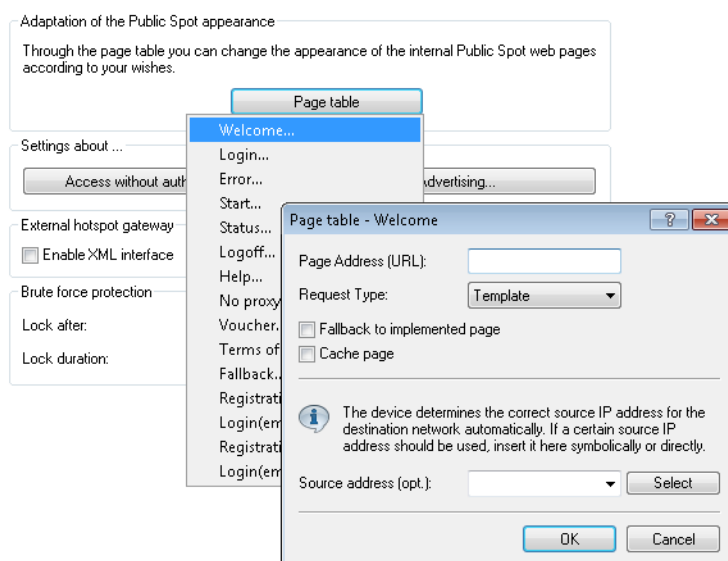 Adaptation of the Public Spot appearance
Through the page table you can change the appearance of the internal Public Spot web pages
according to your wishes.
Page table
Welcome...
Login...
Error...
Start...
Status...
Logoff...
Help...
No proxy
Voucher.
Terms of
Fallback..
Registrati
Login(em
Registrati
Login(em
Settings about ...
Access without auth
Advertising...
External hotspot gateway
Enable XML interface
Brute force protection
Lock after:
Lock duration:
Page table - Welcome
Page Address (URL):
Request Type:
Template
Fallback to implemented page
Cache page
The device determines the correct source IP address for the
destination network automatically. If a certain source IP
address should be used, insert it here symbolically or directly.
Source address (opt.):
Select
OK
Cancel